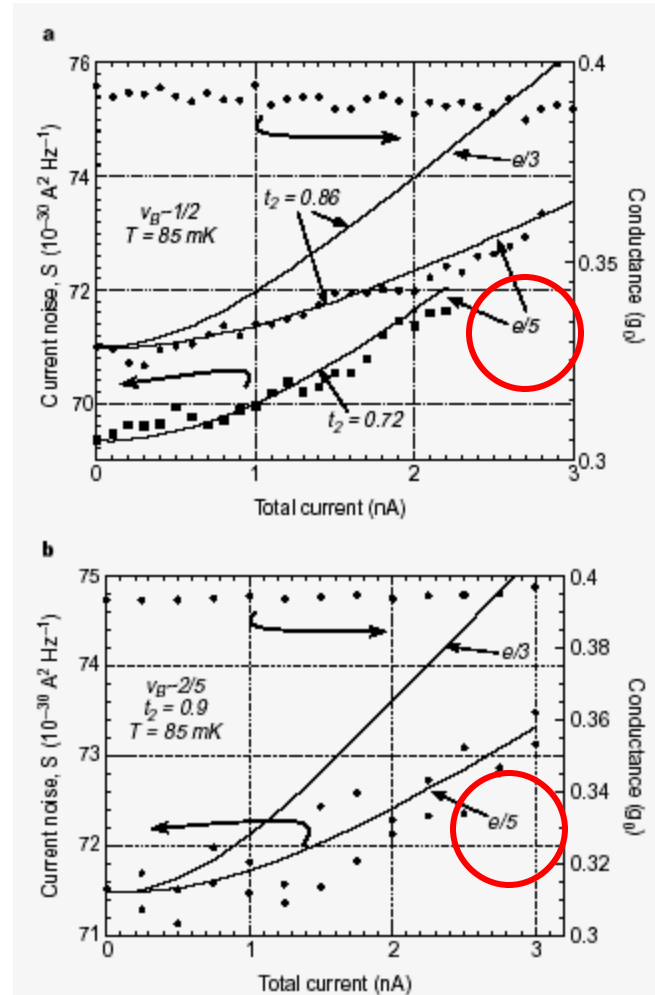 a
76
0.4
74
72
70
0.35
0.3
Current noise, S (10⁻³⁰ A² Hz⁻¹)
Conductance (g₀)
e/3
t₂ = 0.86
νB~1/2
T = 85 mK
e/5
t₂ = 0.72
0
1
2
3
Total current (nA)
b
75
74
73
72
71
0.4
0.38
0.36
0.34
0.32
0.3
Current noise, S (10⁻³⁰ A² Hz⁻¹)
Conductance (g₀)
e/3
νB~2/5
t₂ = 0.9
T = 85 mK
e/5
0
1
2
3
Total current (nA)